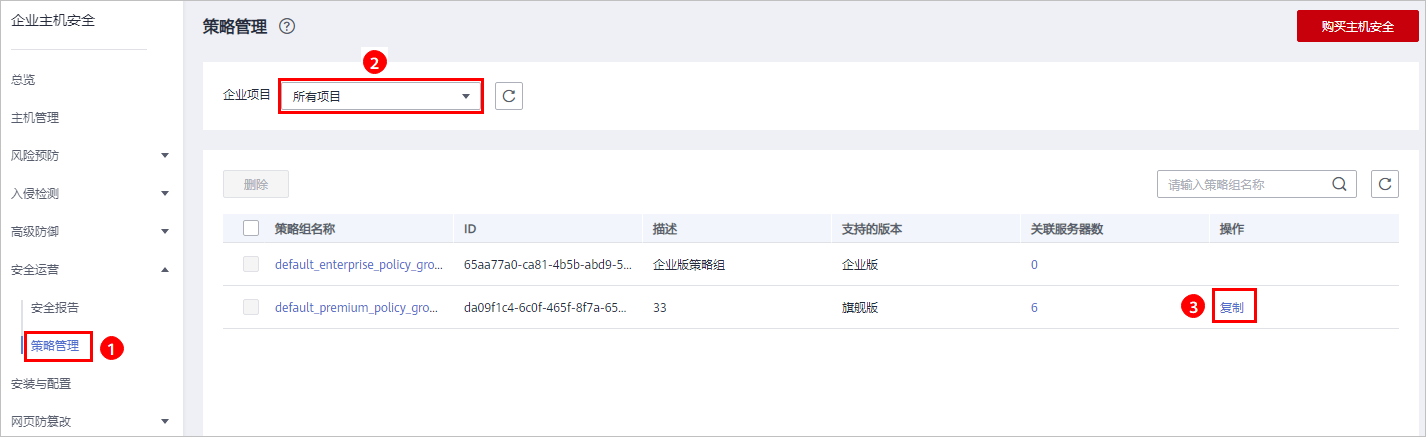 企业主机安全
总览
主机管理
风险预防
入侵检测
高级防御
安全运营
安全报告
策略管理 1
安装与配置
网页防篡改
策略管理 ?
购买主机安全
2
企业项目 所有项目
删除
请输入策略组名称
策略组名称 ID 描述 支持的版本 关联服务器数 操作
default_enterprise_policy_gro... 65aa77a0-ca81-4b5b-abd9-5... 企业版策略组 企业版 0
default_premium_policy_gro... da09f1c4-6c0f-465f-8f7a-65... 33 旗舰版 6 3 复制